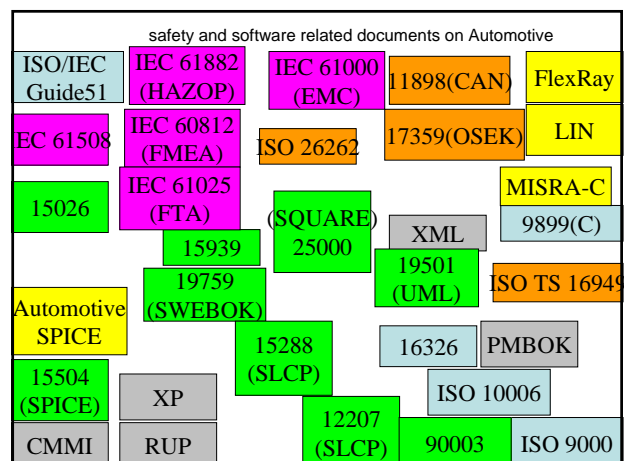 safety and software related documents on Automotive
ISO/IEC
Guide51
IEC 61882
(HAZOP)
IEC 61000
(EMC)
11898(CAN)
FlexRay
IEC 61508
IEC 60812
(FMEA)
ISO 26262
17359(OSEK)
LIN
15026
IEC 61025
(FTA)
(SQUARE)
25000
MISRA-C
9899(C)
15939
XML
19759
(SWEBOK)
19501
(UML)
ISO TS 16949
Automotive
SPICE
15288
(SLCP)
16326
PMBOK
15504
(SPICE)
XP
ISO 10006
12207
(SLCP)
90003
ISO 9000
CMMI
RUP